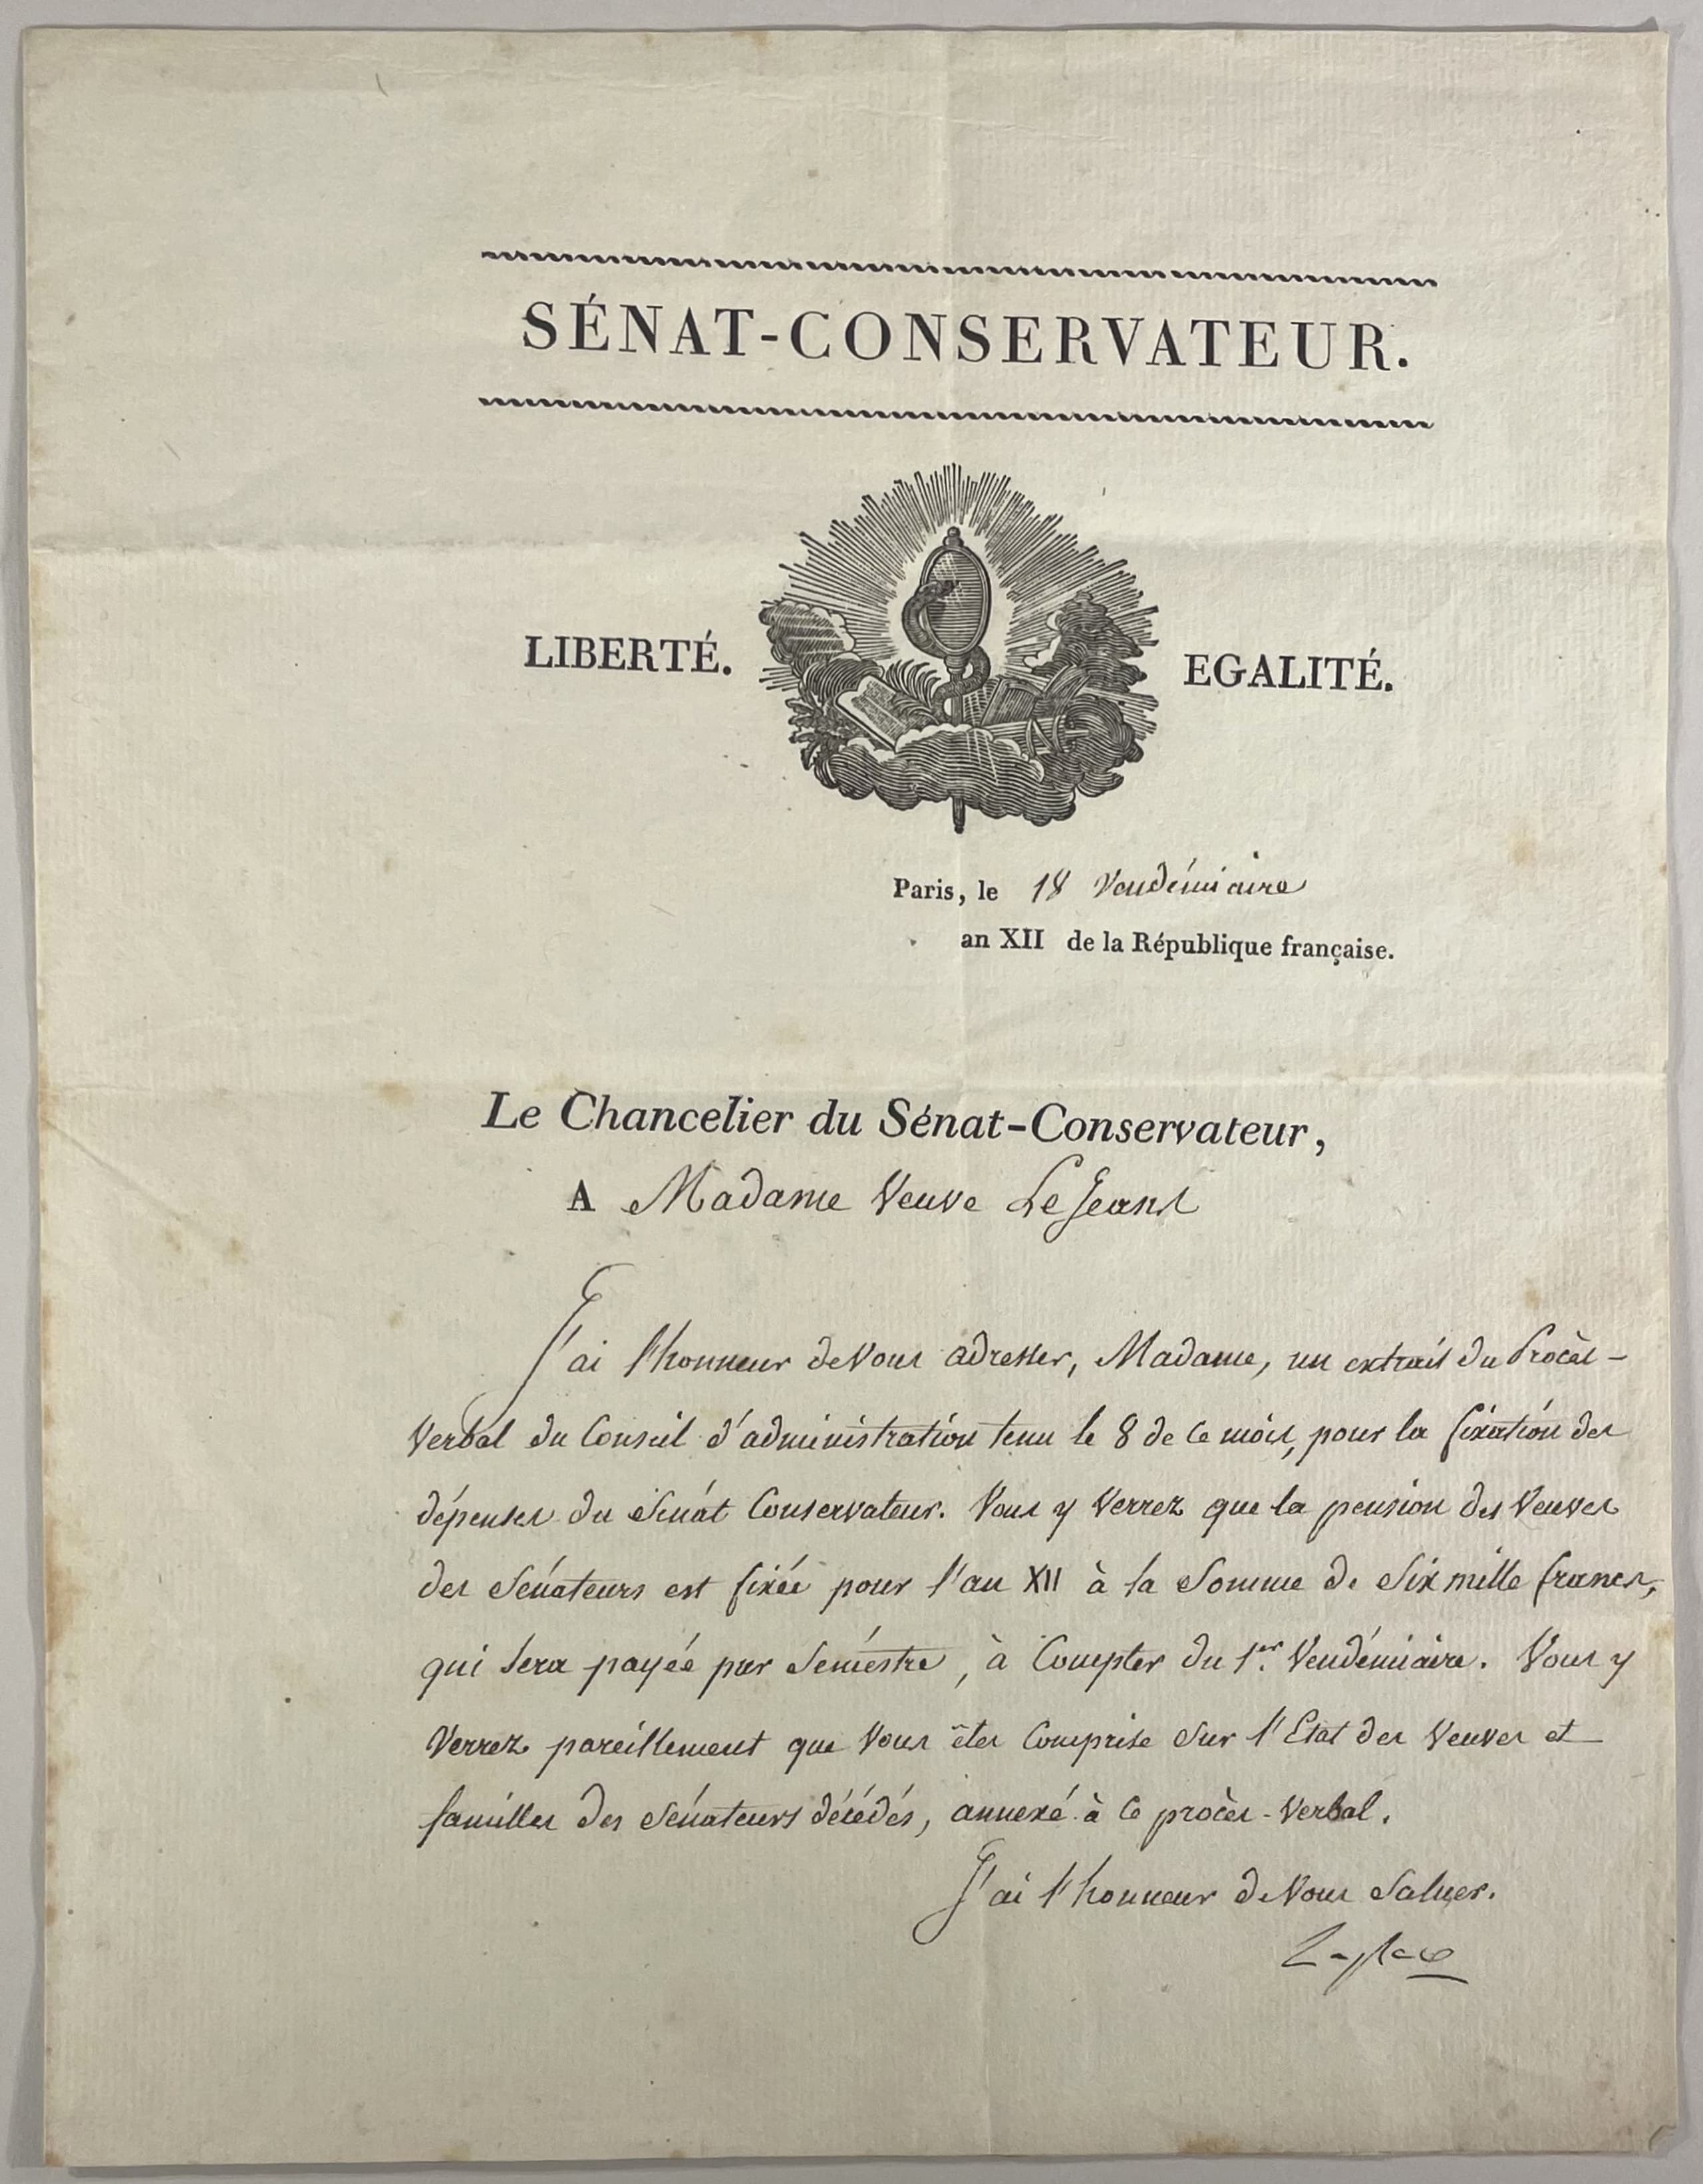 SÉNAT-CONSERVATEUR.
LIBERTÉ. EGALITÉ.
Paris, le 18 Vendémiaire
an XII de la République française.
Le Chancelier du Sénat-Conservateur,
A Madame Veuve LeJeans
J'ai l'honneur de Vous adresser, Madame, un extrait du Procès-
Verbal du Conseil d'administration tenu le 8 de ce mois, pour la fixation des
dépenses du Sénat Conservateur. Vous y Verrez que la pension des Veuves
des Sénateurs est fixée pour l'an XII à la Somme de Six mille francs,
qui sera payée par Sémestre, à Compter du 1.er Vendémiaire. Vous y
Verrez pareillement que Vous êtes Comprise Sur l'Etat des Veuves et
familles des Sénateurs décédés, annexé à ce procès-Verbal.
J'ai l'honneur de Vous Saluer.
Laplace